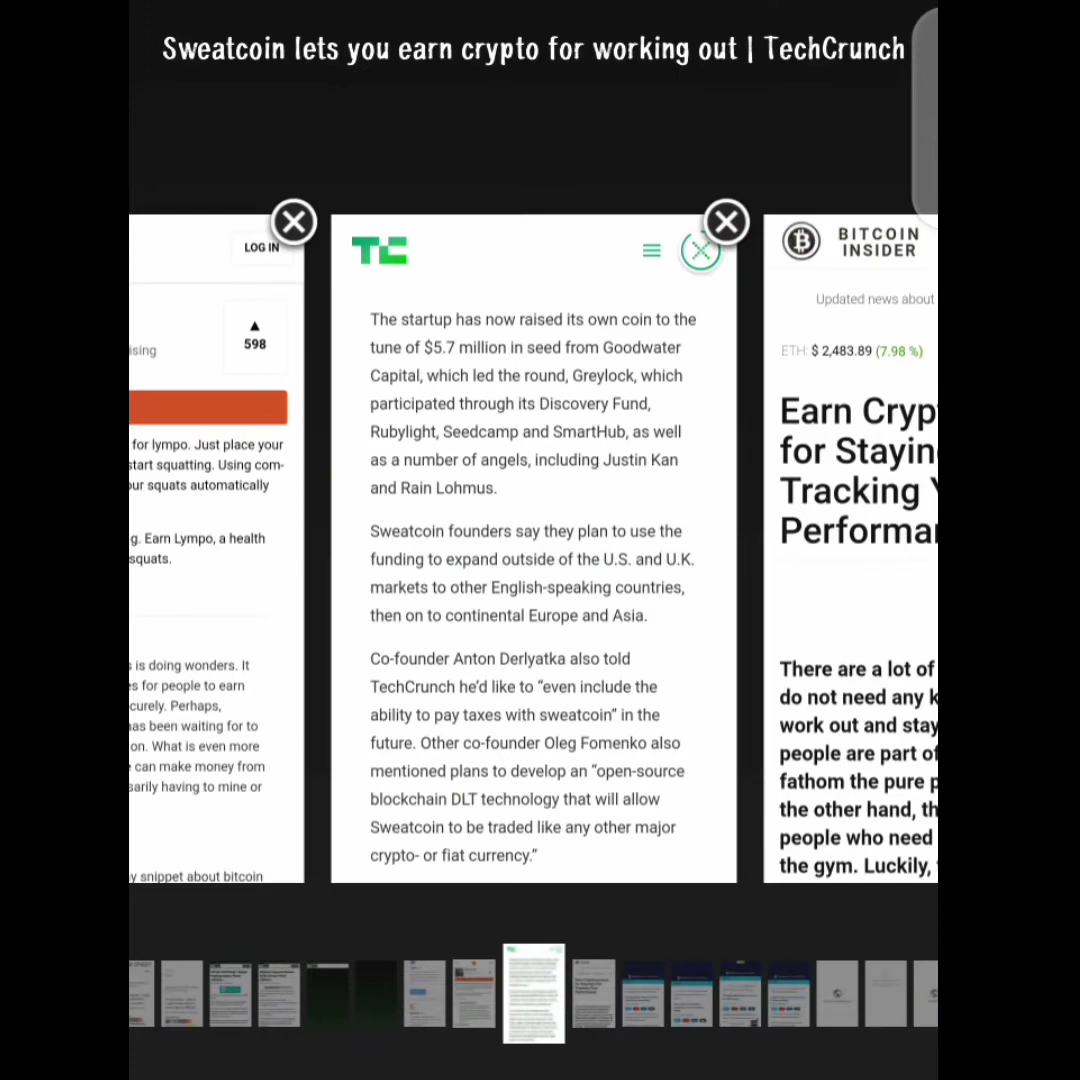 Sweatcoin lets you earn crypto for working out | TechCrunch
LOG IN
ising
▲
598
for lympo. Just place your
start squatting. Using com-
ur squats automatically
g. Earn Lympo, a health
squats.
is doing wonders. It
s for people to earn
curely. Perhaps,
as been waiting for to
on. What is even more
can make money from
sarily having to mine or
y snippet about bitcoin
TC
The startup has now raised its own coin to the
tune of $5.7 million in seed from Goodwater
Capital, which led the round, Greylock, which
participated through its Discovery Fund,
Rubylight, Seedcamp and SmartHub, as well
as a number of angels, including Justin Kan
and Rain Lohmus.
Sweatcoin founders say they plan to use the
funding to expand outside of the U.S. and U.K.
markets to other English-speaking countries,
then on to continental Europe and Asia.
Co-founder Anton Derlyatka also told
TechCrunch he’d like to “even include the
ability to pay taxes with sweatcoin” in the
future. Other co-founder Oleg Fomenko also
mentioned plans to develop an “open-source
blockchain DLT technology that will allow
Sweatcoin to be traded like any other major
crypto- or fiat currency.”
BITCOIN
INSIDER
Updated news about
ETH: $ 2,483.89 (7.98 %)
Earn Cryp
for Stayin
Tracking Y
Performa
There are a lot of
do not need any k
work out and stay
people are part of
fathom the pure p
the other hand, th
people who need
the gym. Luckily,